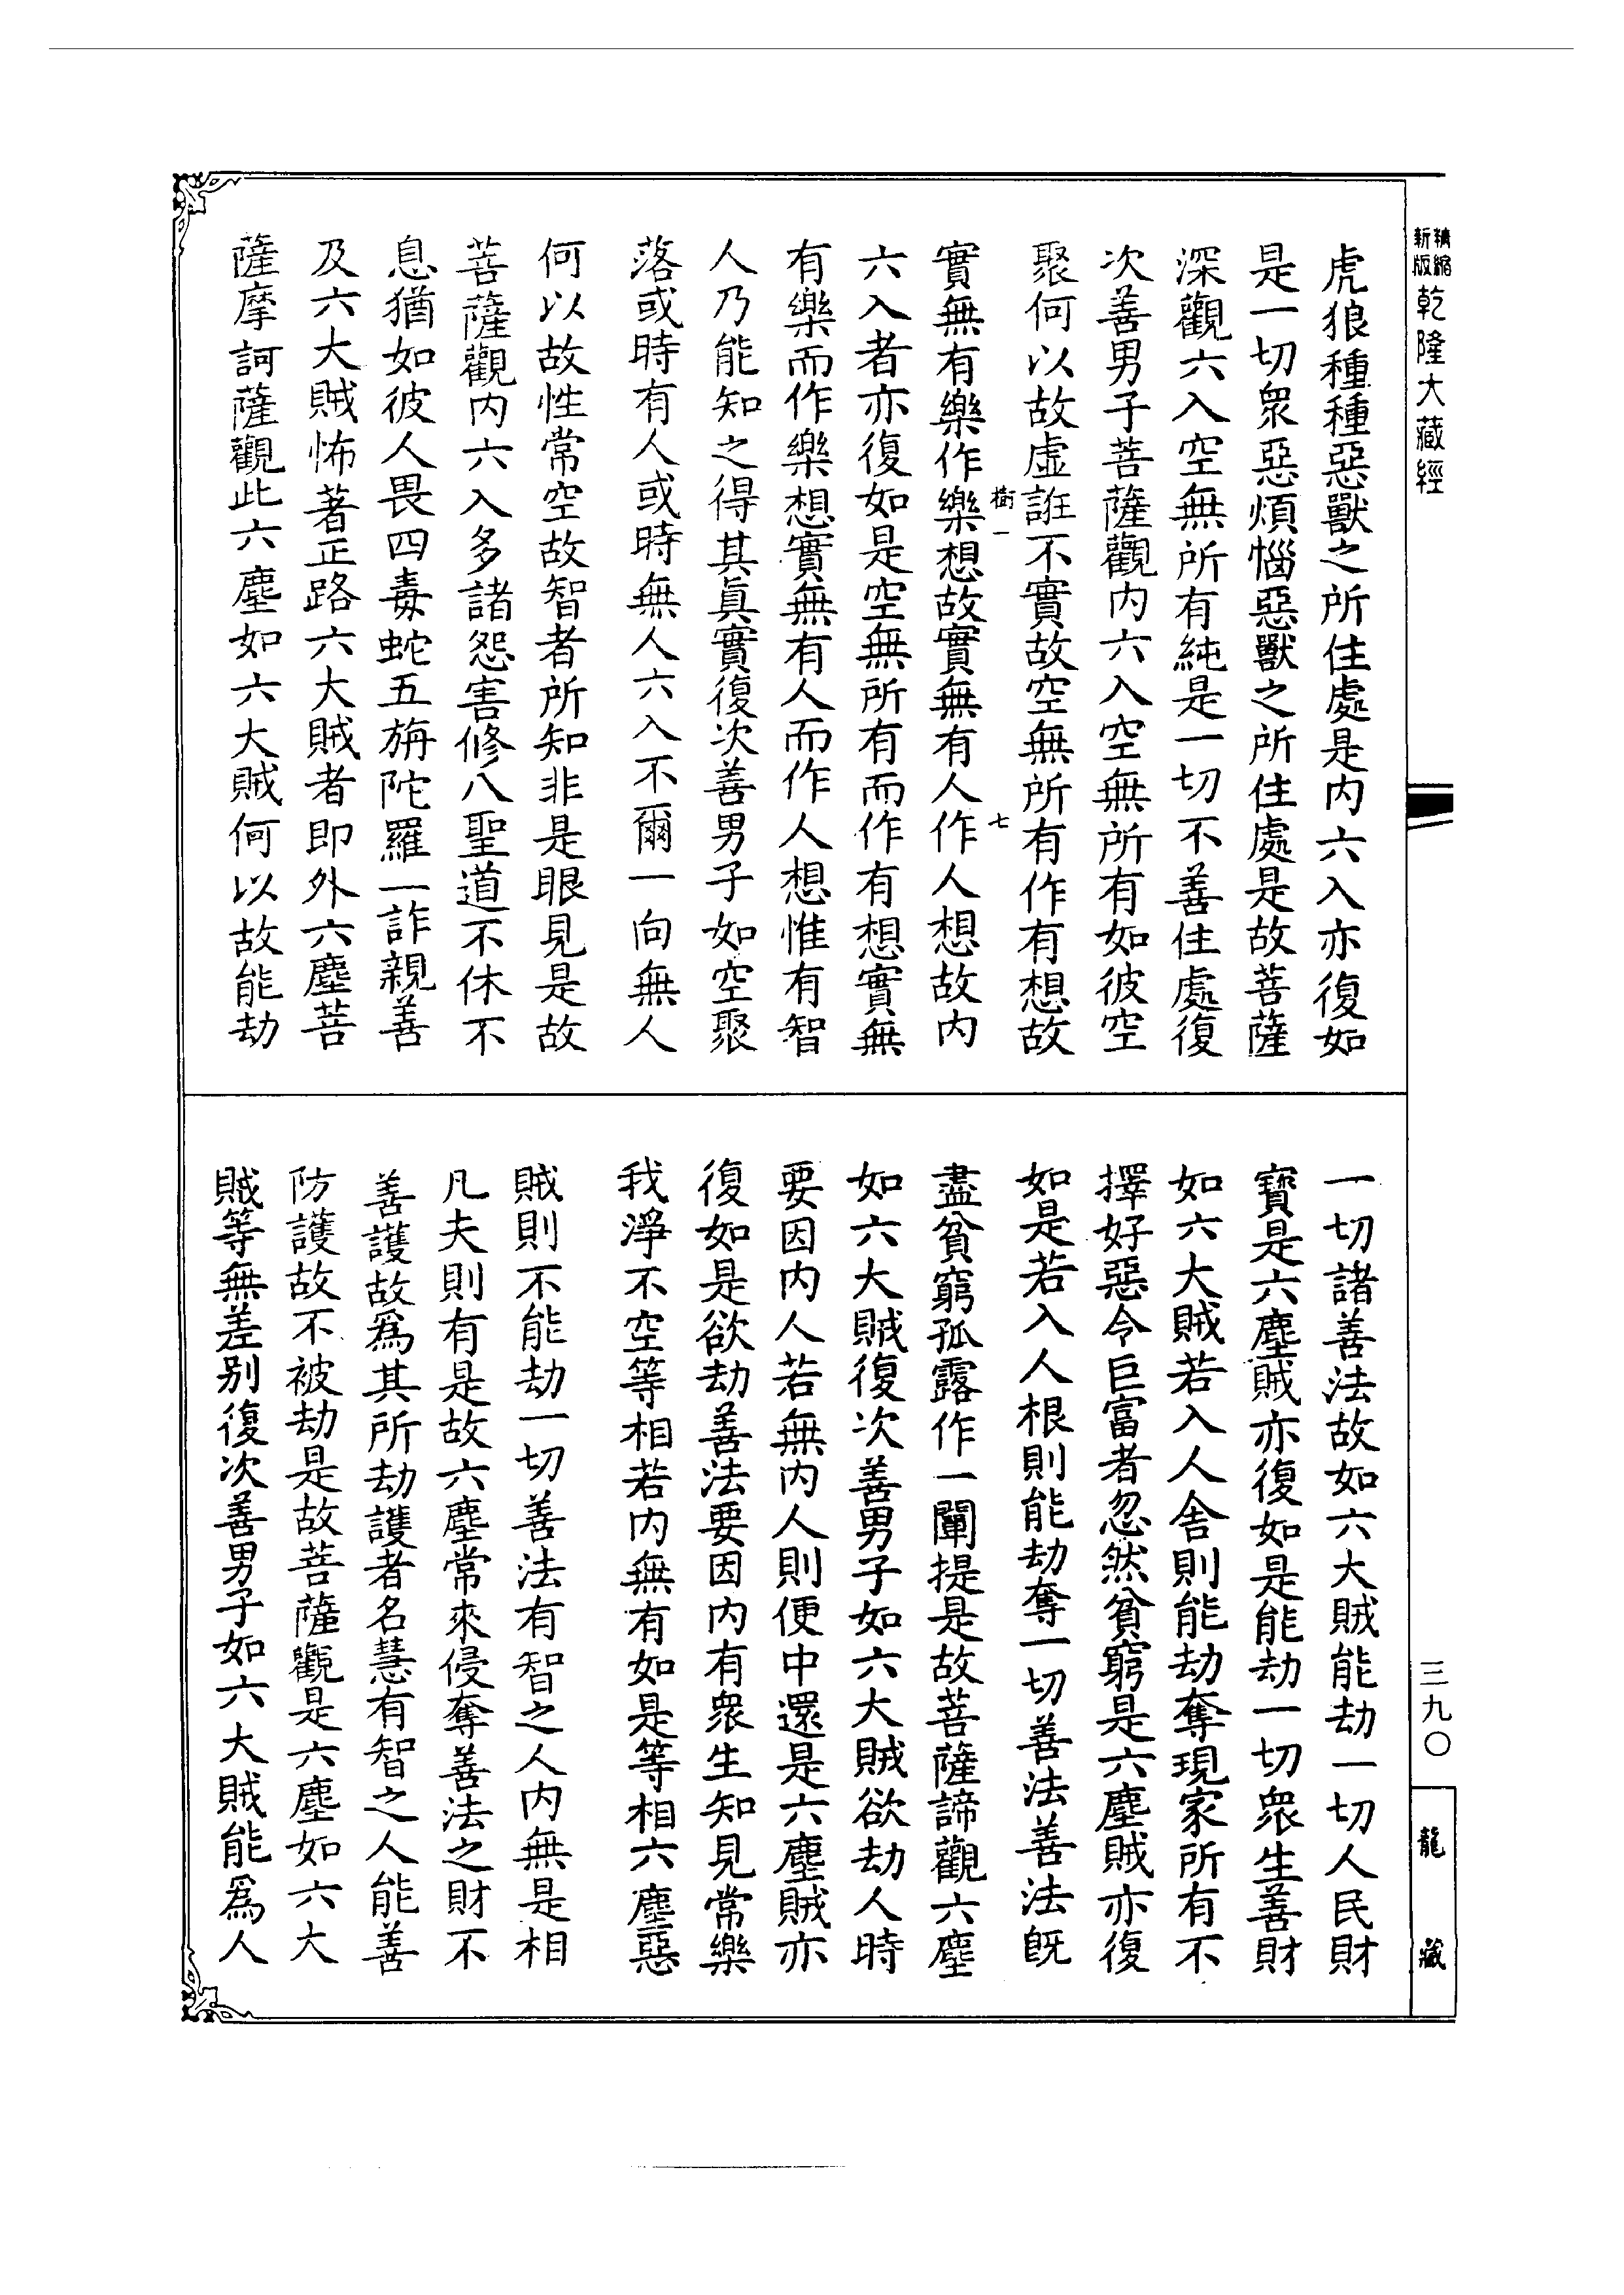 精縮
新版
乾隆大藏經
虎狼種種惡獸之所住處是内六入亦復如
是一切眾惡煩惱惡獸之所住處是故菩薩
深觀六入空無所有純是一切不善住處復
次善男子菩薩觀内六入空無所有如彼空
聚何以故虛誑不實故空無所有作有想故
樹一
七
實無有樂作樂想故實無有人作人想故内
六入者亦復如是空無所有而作有想實無
有樂而作樂想實無有人而作人想惟有智
人乃能知之得其眞實復次善男子如空聚
落或時有人或時無人六入不爾一向無人
何以故性常空故智者所知非是眼見是故
菩薩觀内六入多諸怨害修八聖道不休不
息猶如彼人畏四毒蛇五旃陀羅一詐親善
及六大賊怖著正路六大賊者即外六塵菩
薩摩訶薩觀此六塵如六大賊何以故能劫
一切諸善法故如六大賊能劫一切人民財
寶是六塵賊亦復如是能劫一切眾生善財
如六大賊若入人舍則能劫奪現家所有不
擇好惡令巨富者忽然貧窮是六塵賊亦復
如是若入人根則能劫奪一切善法善法既
盡貧窮孤露作一闡提是故菩薩諦觀六塵
如六大賊復次善男子如六大賊欲劫人時
要因内人若無内人則便中還是六塵賊亦
復如是欲劫善法要因内有衆生知見常樂
我淨不空等相若内無有如是等相六塵惡
賊則不能劫一切善法有智之人内無是相
凡夫則有是故六塵常來侵奪善法之財不
善護故爲其所劫護者名慧有智之人能善
防護故不被劫是故菩薩觀是六塵如六大
賊等無差别復次善男子如六大賊能爲人
三九〇
龍藏